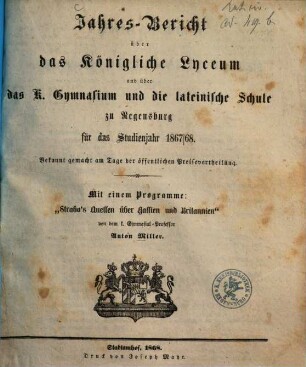 Jahres-Bericht
über
das Königliche Lyceum
und über
das K. Gymnasium und die lateinische Schule
zu Regensburg
für das Studienjahr 1867/68.
Bekannt gemacht am Tage der öffentlichen Preisevertheilung.
Mit einem Programme:
„Strabo's Quellen über Gallien und Britannien"
von dem k. Gymnasial-Professor
Anton Miller.
Stadtamhof, 1868.
Druck von Joseph Mayr.